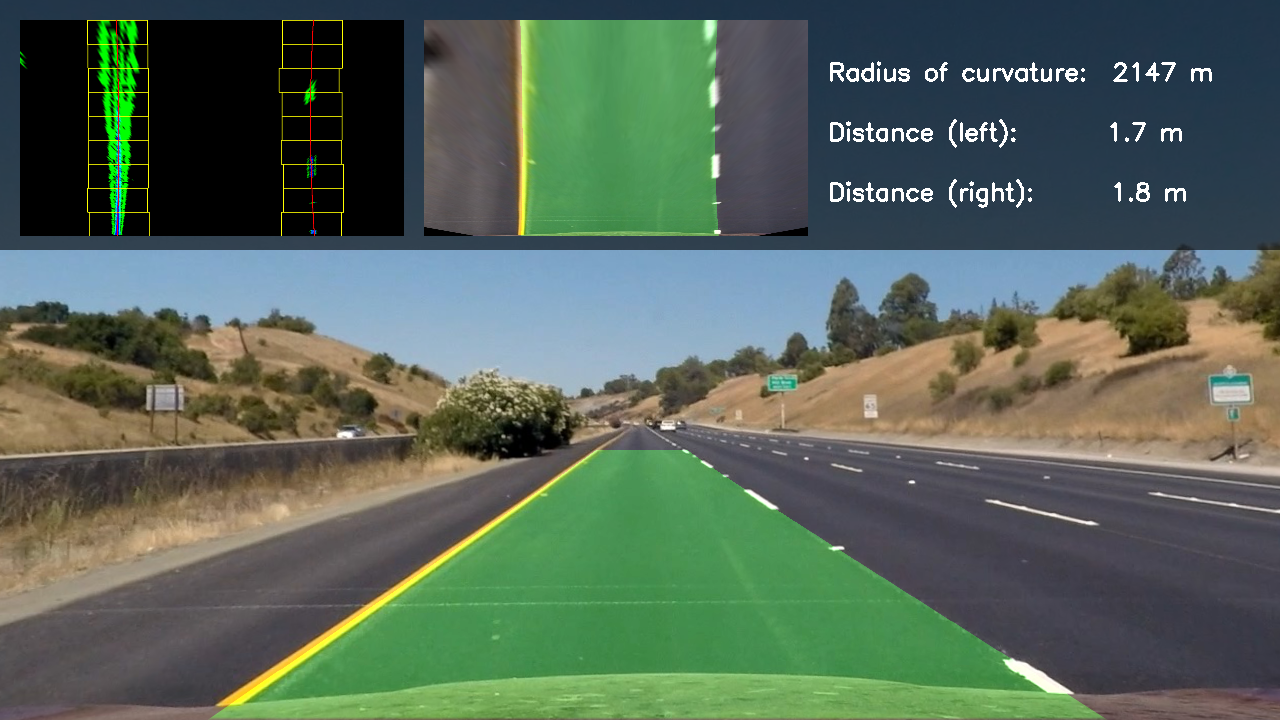 Radius of curvature: 2147 m
Distance (left): 1.7 m
Distance (right): 1.8 m